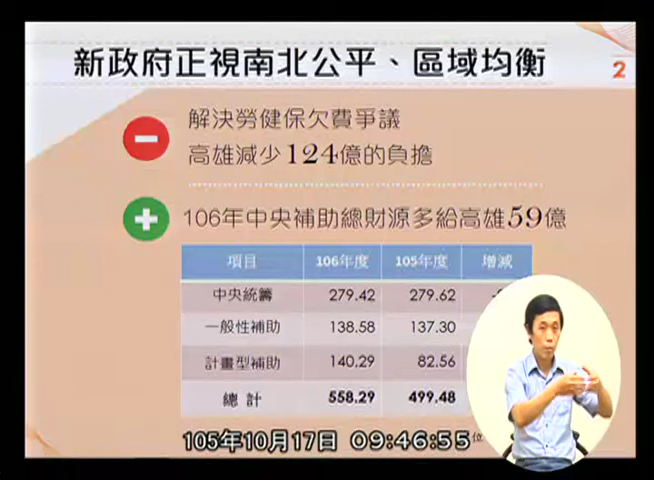 新政府正視南北公平、區域均衡
2
解決勞健保欠費爭議
高雄減少124億的負擔
106年中央補助總財源多給高雄59億
項目 106年度 105年度 增減
中央統籌 279.42 279.62
一般性補助 138.58 137.30
計畫型補助 140.29 82.56
總計 558.29 499.48
105年10月17日 09:46:55
位